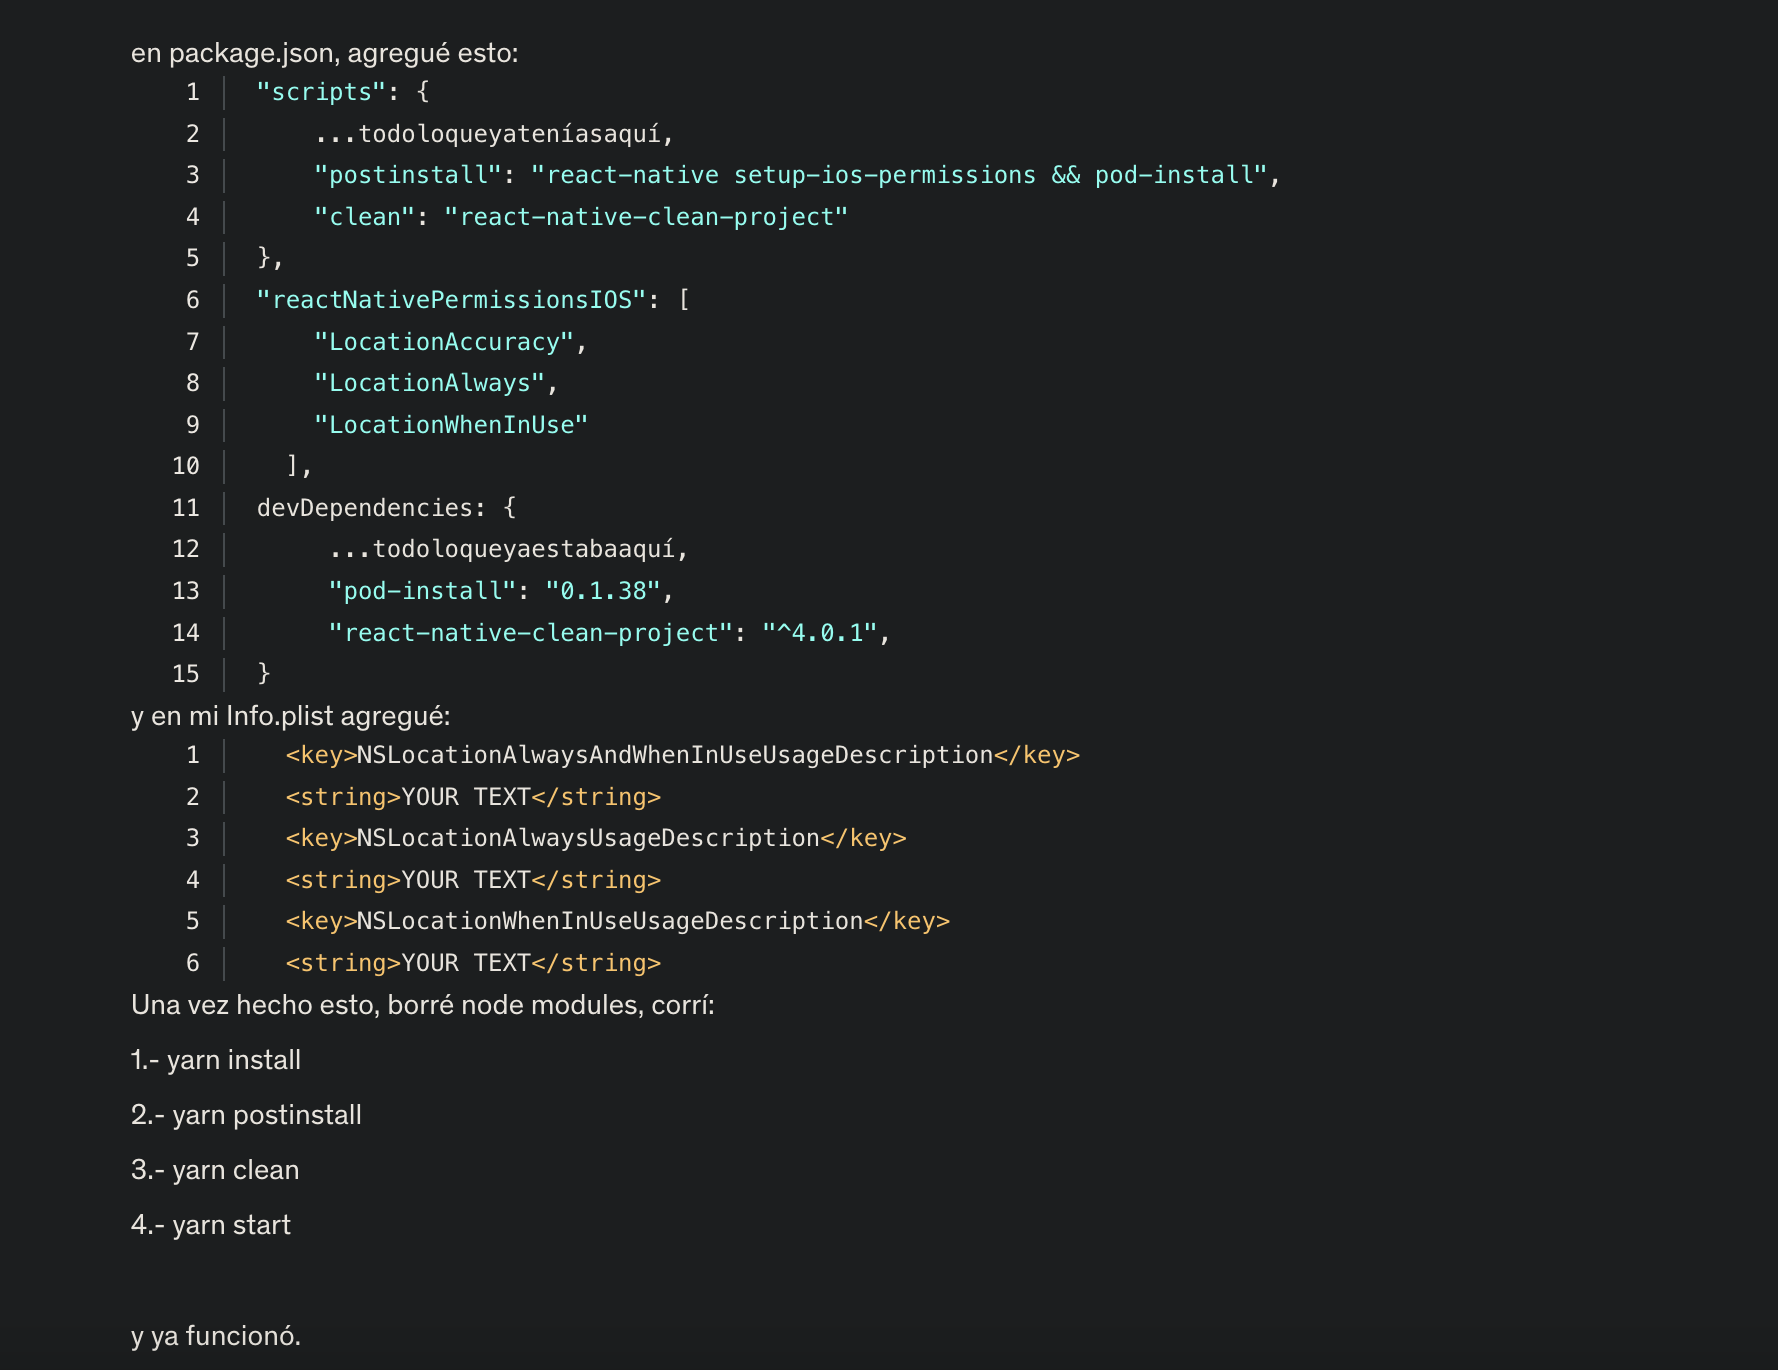 en package.json, agregué esto:
1 "scripts": {
2 ...todoloqueyateníasaquí,
3 "postinstall": "react-native setup-ios-permissions && pod-install",
4 "clean": "react-native-clean-project"
5 },
6 "reactNativePermissionsIOS": [
7 "LocationAccuracy",
8 "LocationAlways",
9 "LocationWhenInUse"
10 ],
11 devDependencies: {
12 ...todoloqueyaestabaaquí,
13 "pod-install": "0.1.38",
14 "react-native-clean-project": "^4.0.1",
15 }
y en mi Info.plist agregué:
1 <key>NSLocationAlwaysAndWhenInUseUsageDescription</key>
2 <string>YOUR TEXT</string>
3 <key>NSLocationAlwaysUsageDescription</key>
4 <string>YOUR TEXT</string>
5 <key>NSLocationWhenInUseUsageDescription</key>
6 <string>YOUR TEXT</string>
Una vez hecho esto, borré node modules, corrí:
1.- yarn install
2.- yarn postinstall
3.- yarn clean
4.- yarn start
y ya funcionó.